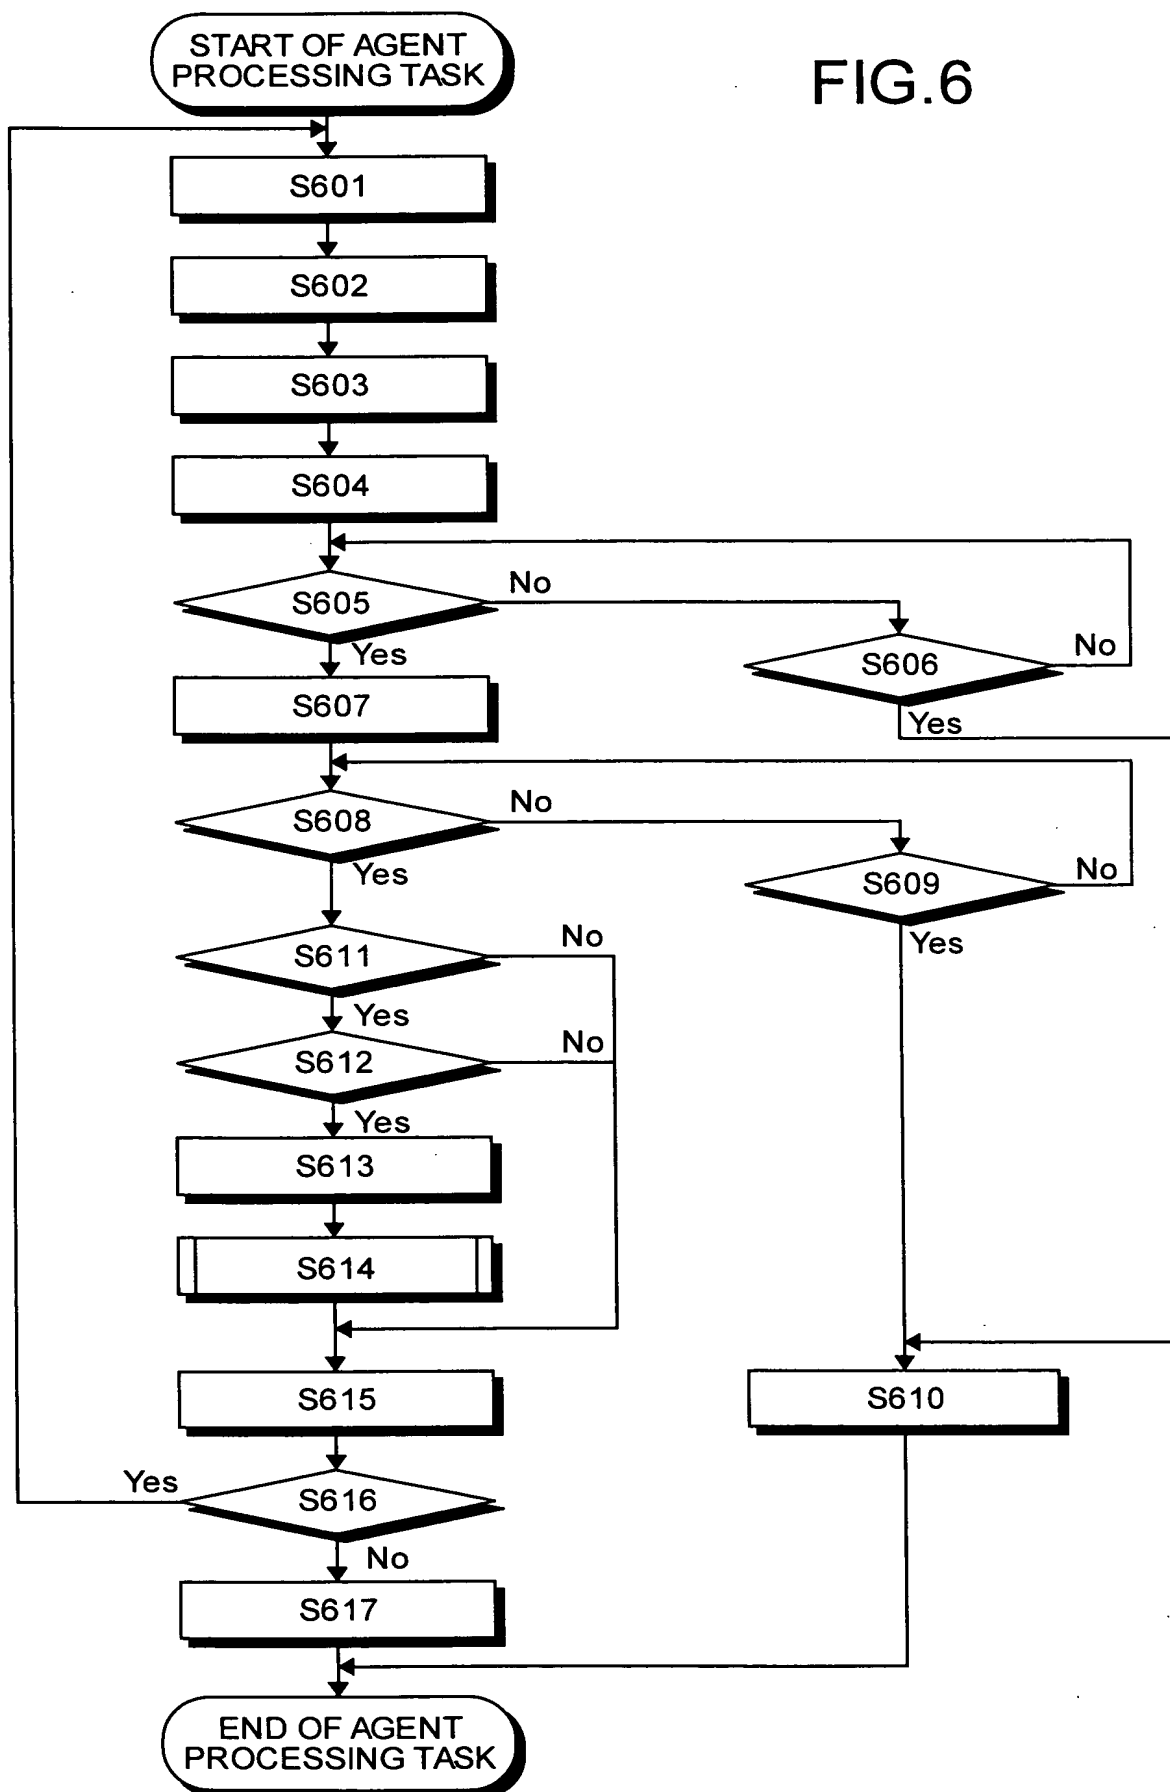 START OF AGENT
PROCESSING TASK
FIG.6
S601
S602
S603
S604
S605
No
Yes
S606
No
Yes
S607
S608
No
Yes
S609
No
Yes
S611
No
Yes
S612
No
Yes
S613
S614
S615
S610
Yes
S616
No
S617
END OF AGENT
PROCESSING TASK